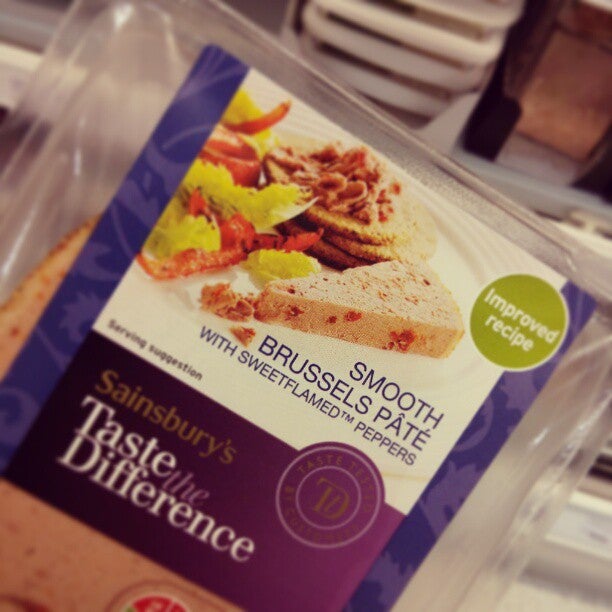 Improved
recipe
SMOOTH
BRUSSELS PÂTÉ
WITH SWEETFLAMED™ PEPPERS
Serving suggestion
Sainsbury's
Taste the
Difference
TD